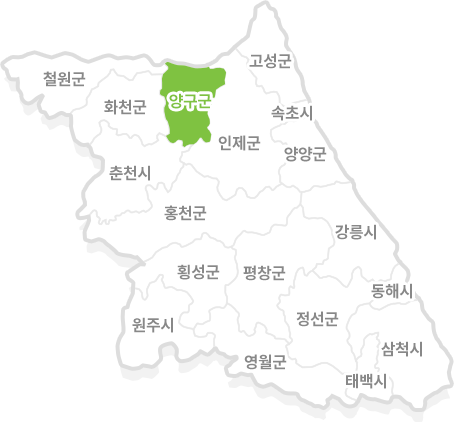 고성군
철원군
양구군
화천군
속초시
인제군
양양군
춘천시
홍천군
강릉시
횡성군
평창군
동해시
정선군
원주시
삼척시
영월군
태백시